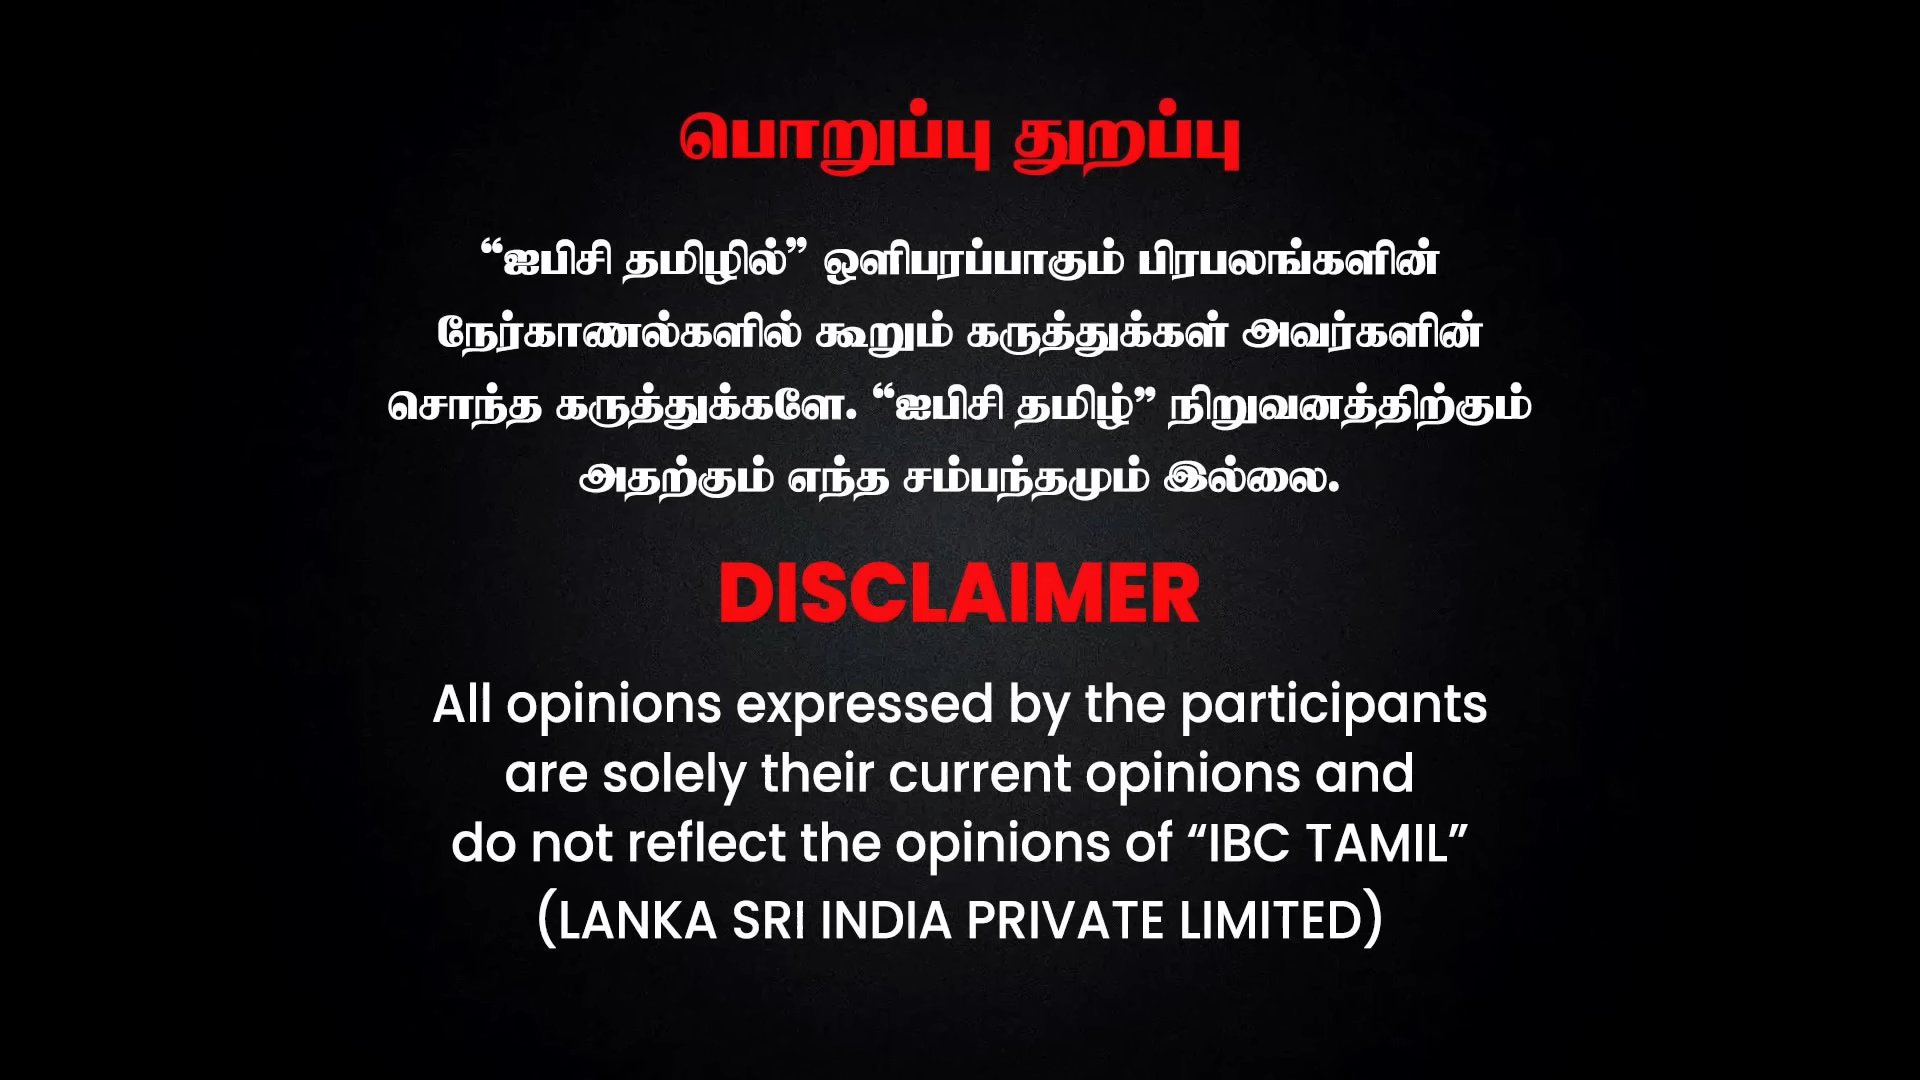 பொறுப்பு துறப்பு
“ஐபிசி தமிழில்” ஒளிபரப்பாகும் பிரபலங்களின்
நேர்காணல்களில் கூறும் கருத்துக்கள் அவர்களின்
சொந்த கருத்துக்களே. “ஐபிசி தமிழ்” நிறுவனத்திற்கும்
அதற்கும் எந்த சம்பந்தமும் இல்லை.
DISCLAIMER
All opinions expressed by the participants
are solely their current opinions and
do not reflect the opinions of “IBC TAMIL”
(LANKA SRI INDIA PRIVATE LIMITED)